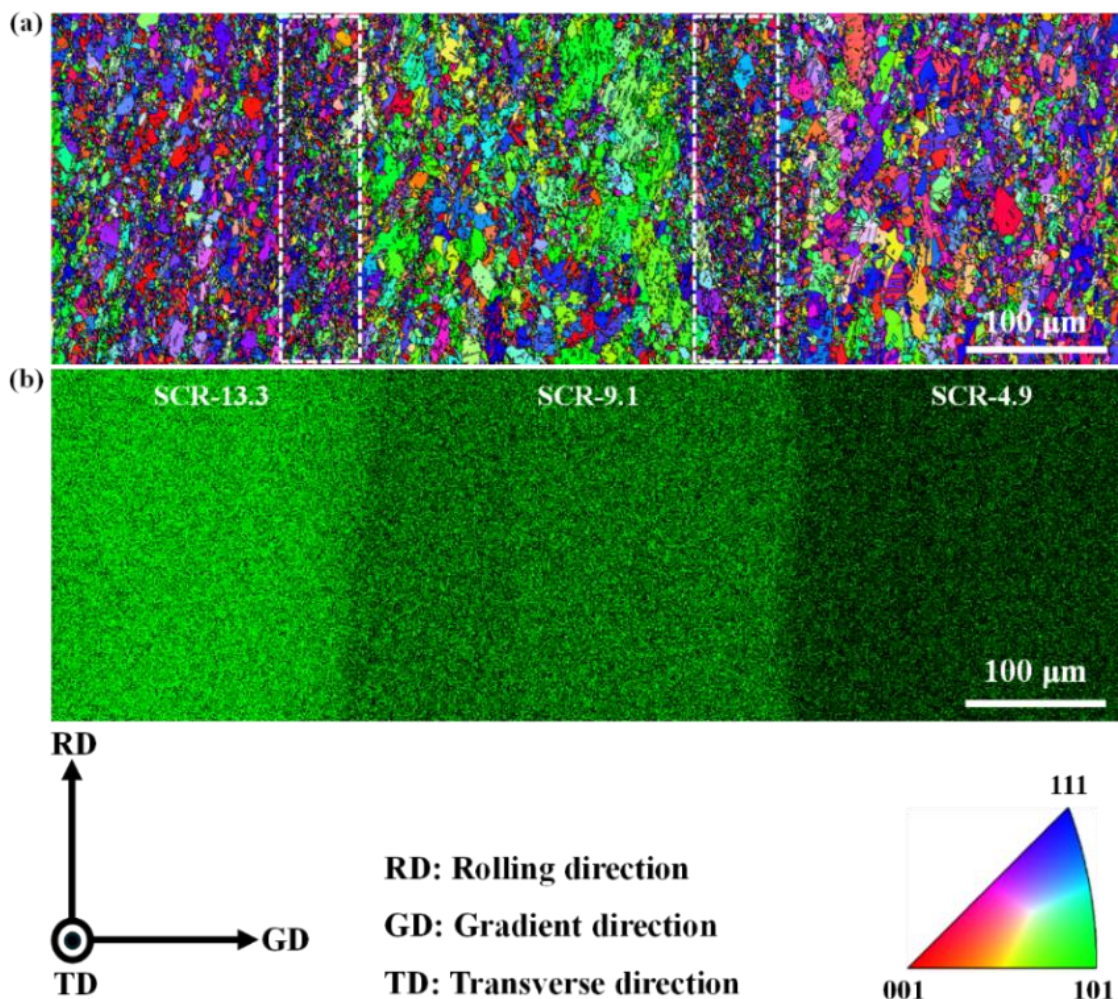 (a)
100 μm
(b)
SCR-13.3 SCR-9.1 SCR-4.9
100 μm
RD
111
RD: Rolling direction
GD: Gradient direction
GD
TD
TD: Transverse direction
001 101